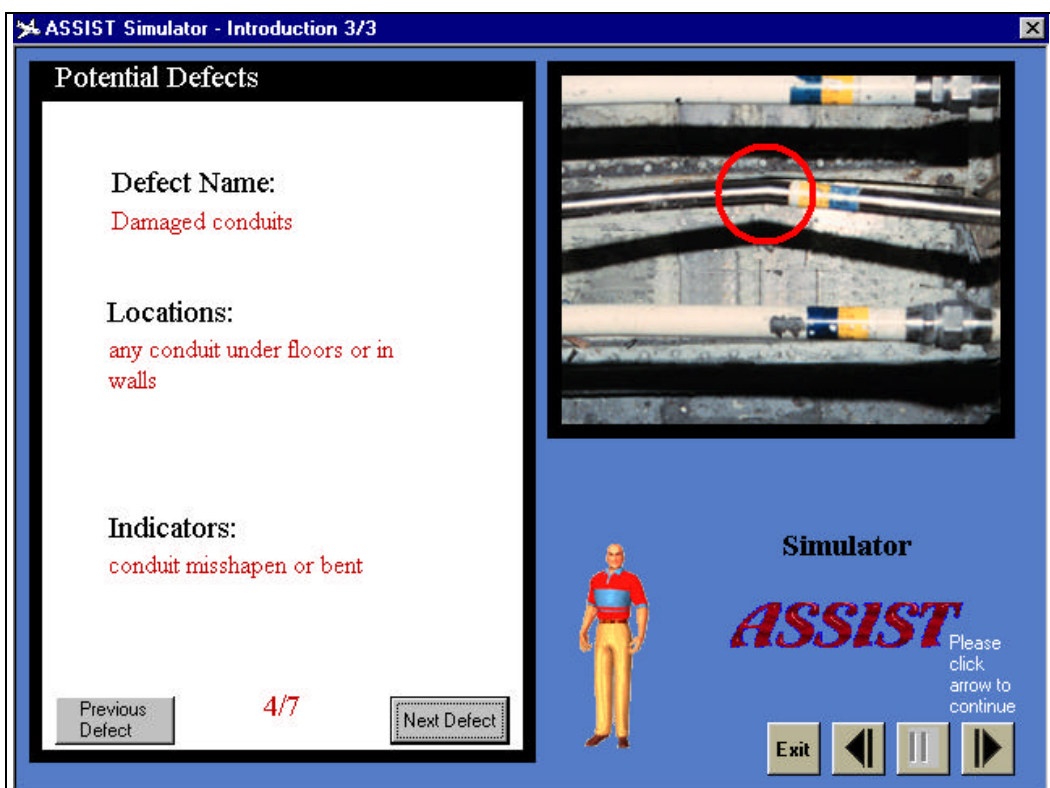 ASSIST Simulator - Introduction 3/3
Potential Defects
Defect Name:
Damaged conduits
Locations:
any conduit under floors or in
walls
Indicators:
conduit misshapen or bent
Previous
Defect
4/7
Next Defect
Simulator
ASSIST
Please
click
arrow to
continue
Exit